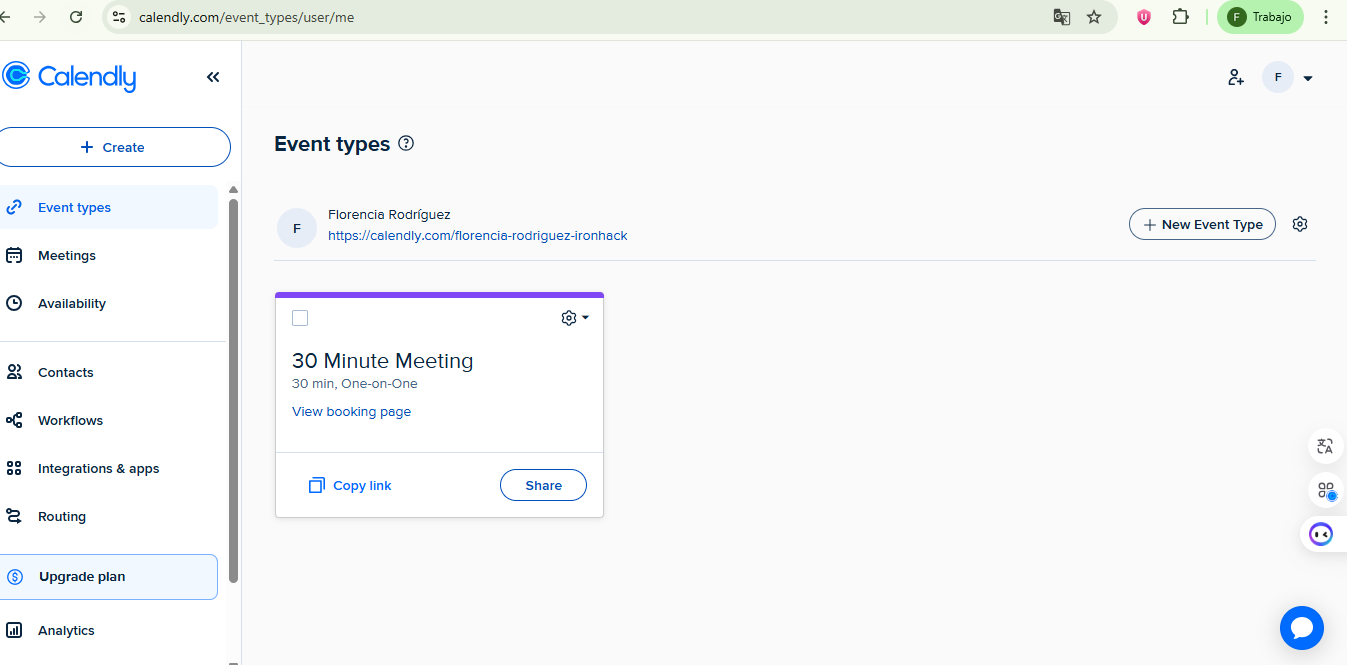 calendly.com/event_types/user/me
F Trabajo
Calendly
F
+ Create
Event types
Meetings
Availability
Contacts
Workflows
Integrations & apps
Routing
Upgrade plan
Analytics
Event types
F
Florencia Rodríguez
https://calendly.com/florencia-rodriguez-ironhack
+ New Event Type
30 Minute Meeting
30 min, One-on-One
View booking page
Copy link
Share